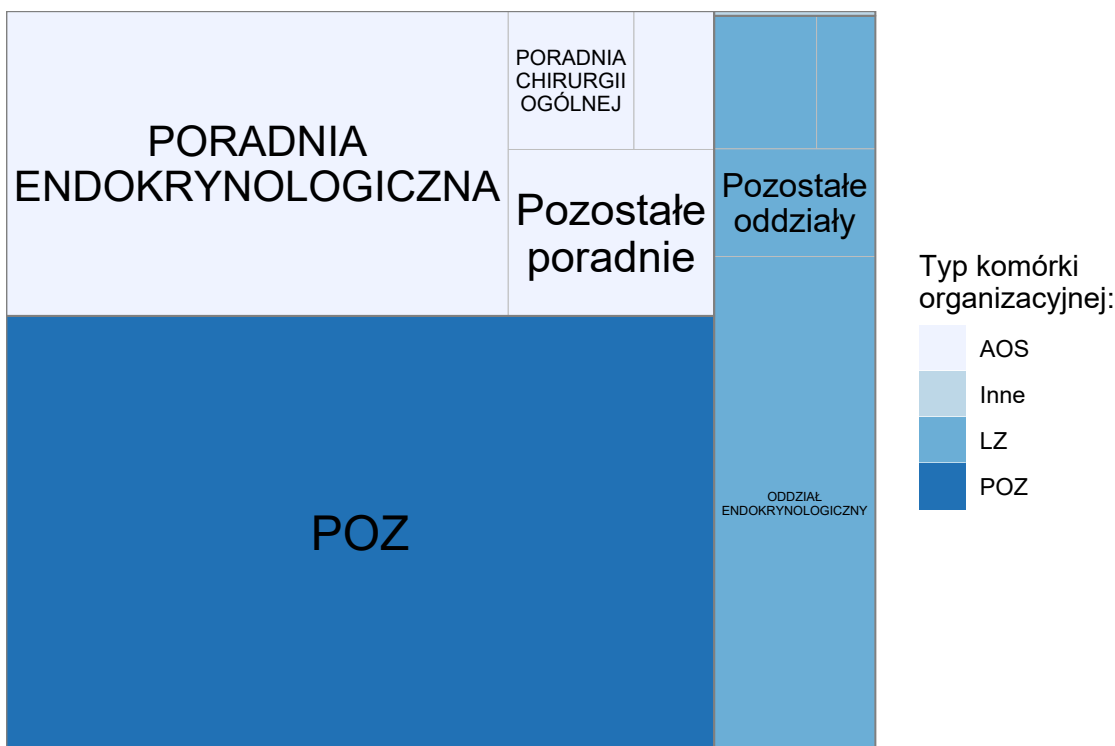 PORADNIA
ENDOKRYNOLOGICZNA
PORADNIA
CHIRURGII
OGÓLNEJ
Pozostałe
poradnie
Pozostałe
oddziały
POZ
ODDZIAŁ
ENDOKRYNOLOGICZNY
Typ komórki
organizacyjnej:
AOS
Inne
LZ
POZ